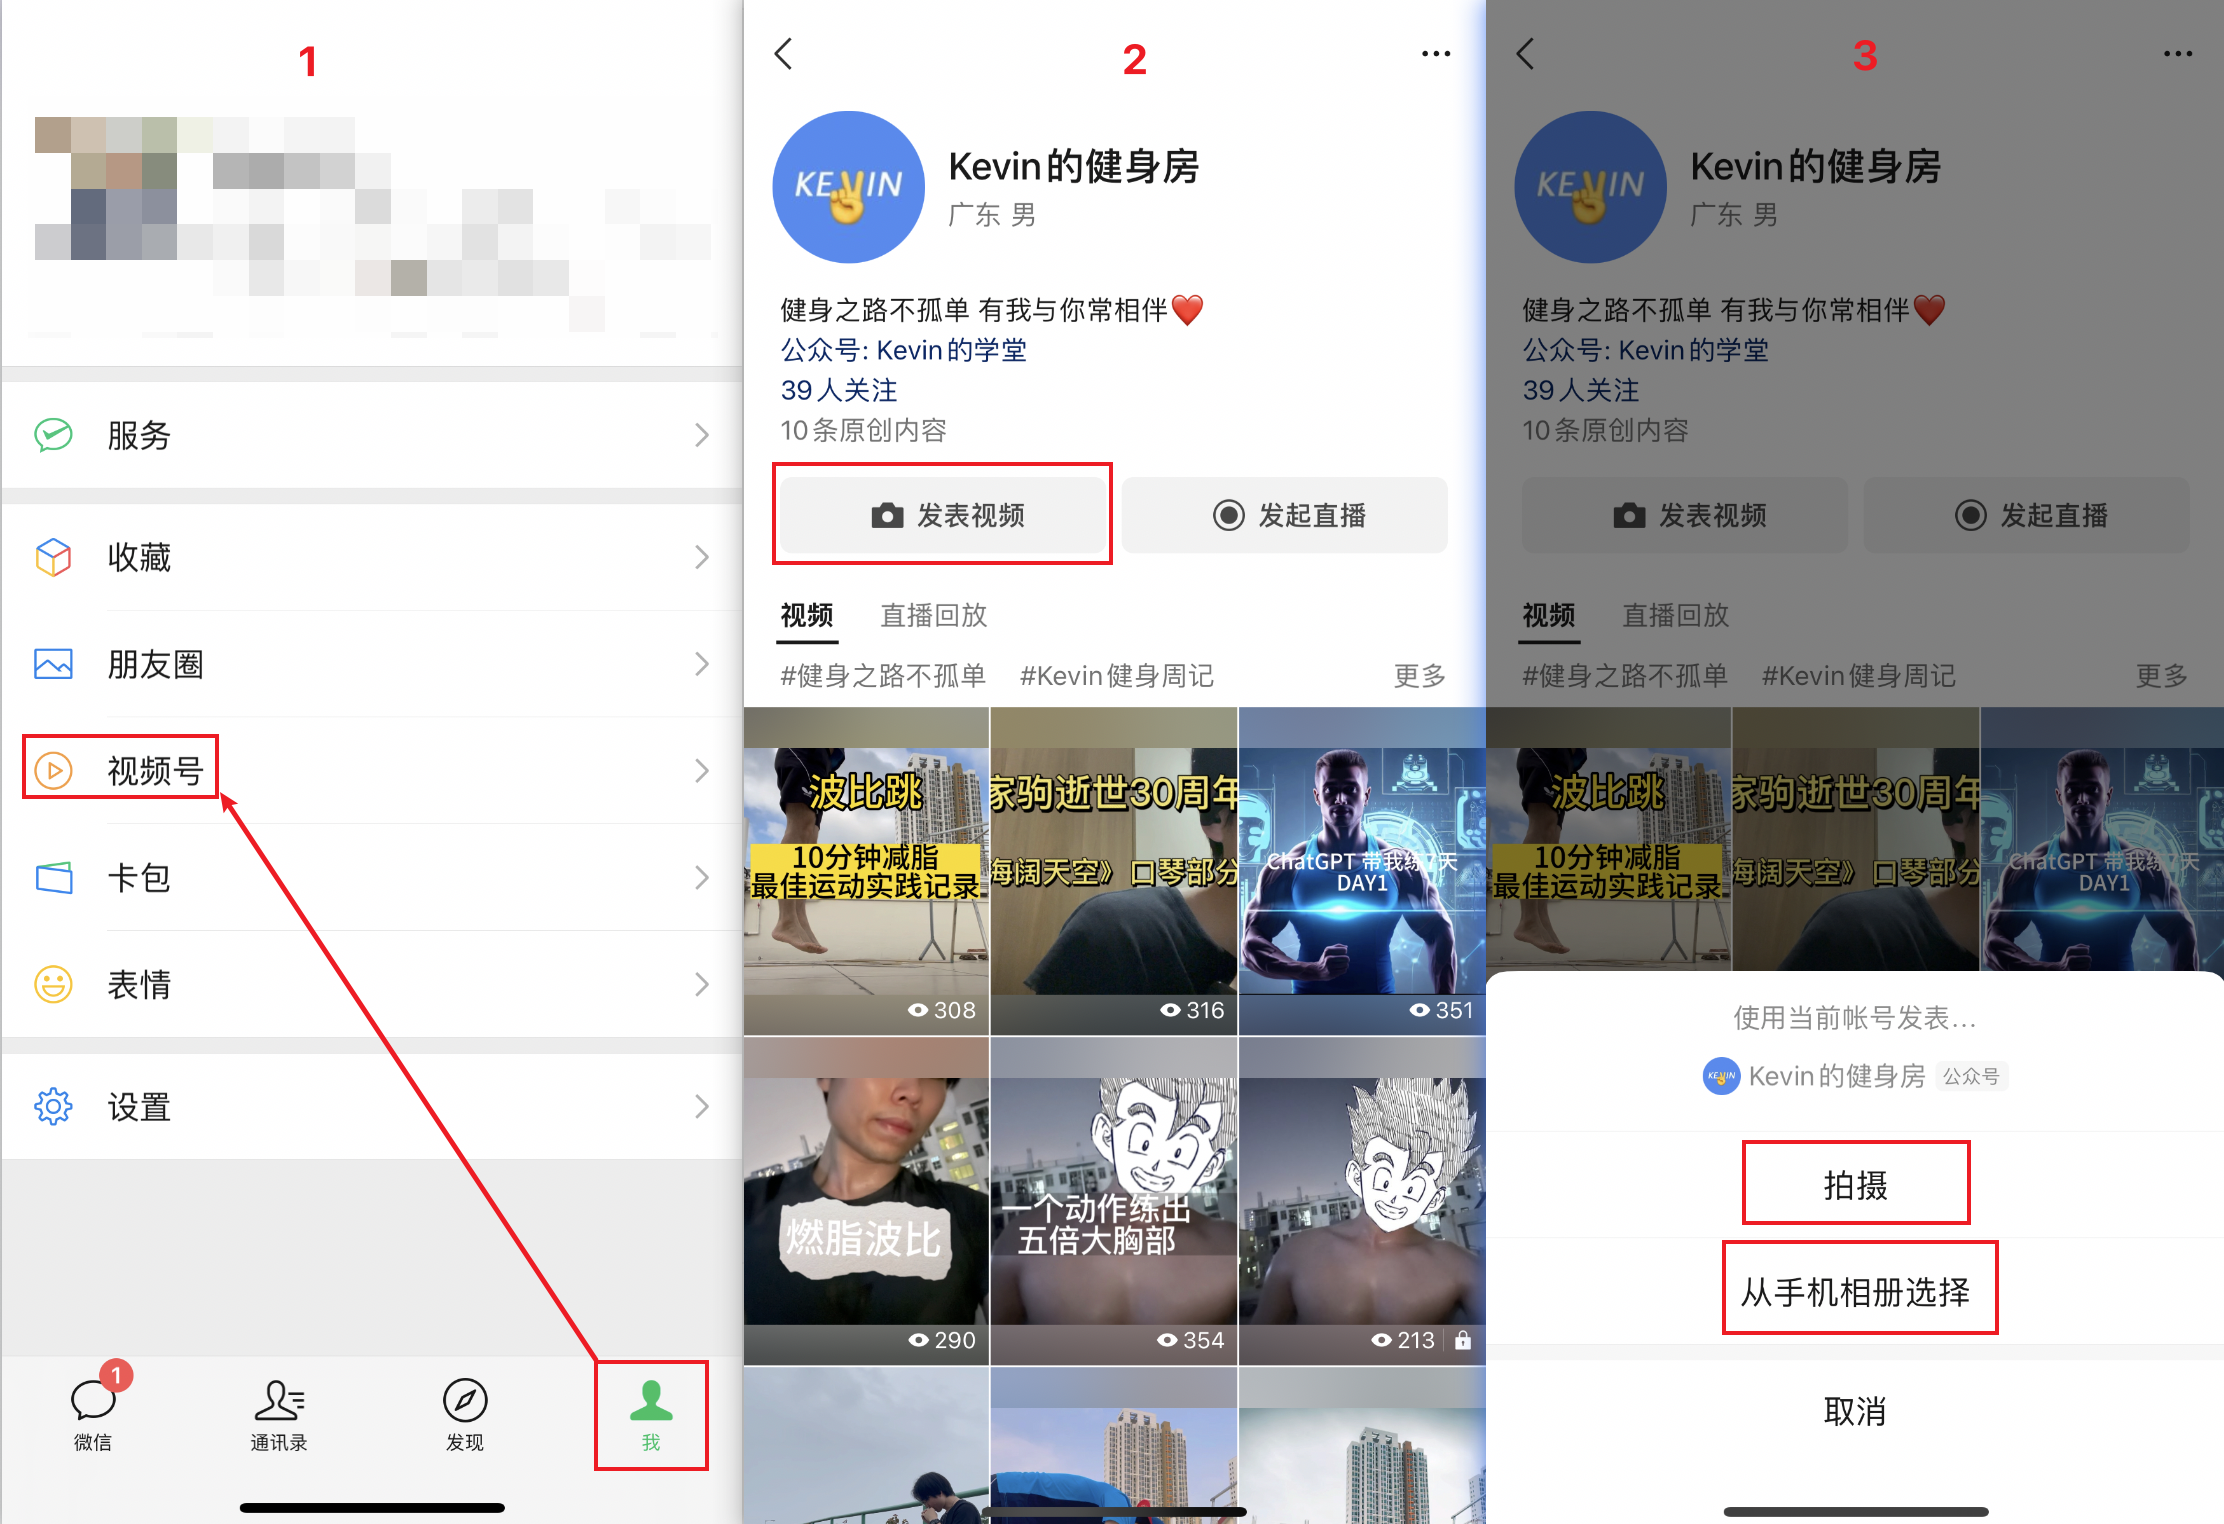 1
服务
收藏
朋友圈
视频号
卡包
表情
设置
1
微信
通讯录
发现
我
2
KEVIN
Kevin的健身房
广东 男
健身之路不孤单 有我与你常相伴
公众号: Kevin的学堂
39人关注
10条原创内容
发表视频
发起直播
视频
直播回放
#健身之路不孤单
#Kevin健身周记
更多
波比跳
10分钟减脂
最佳运动实践记录
308
家驹逝世30周年
海阔天空》口琴部分
316
ChatGPT 带我练7天
DAY1
351
燃脂波比
290
一个动作练出
五倍大胸部
354
213
3
KEVIN
Kevin的健身房
广东 男
健身之路不孤单 有我与你常相伴
公众号: Kevin的学堂
39人关注
10条原创内容
发表视频
发起直播
视频
直播回放
#健身之路不孤单
#Kevin健身周记
更多
波比跳
10分钟减脂
最佳运动实践记录
家驹逝世30周年
海阔天空》口琴部分
ChatGPT 带我练7天
DAY1
使用当前帐号发表...
KEVIN
Kevin的健身房
公众号
拍摄
从手机相册选择
取消